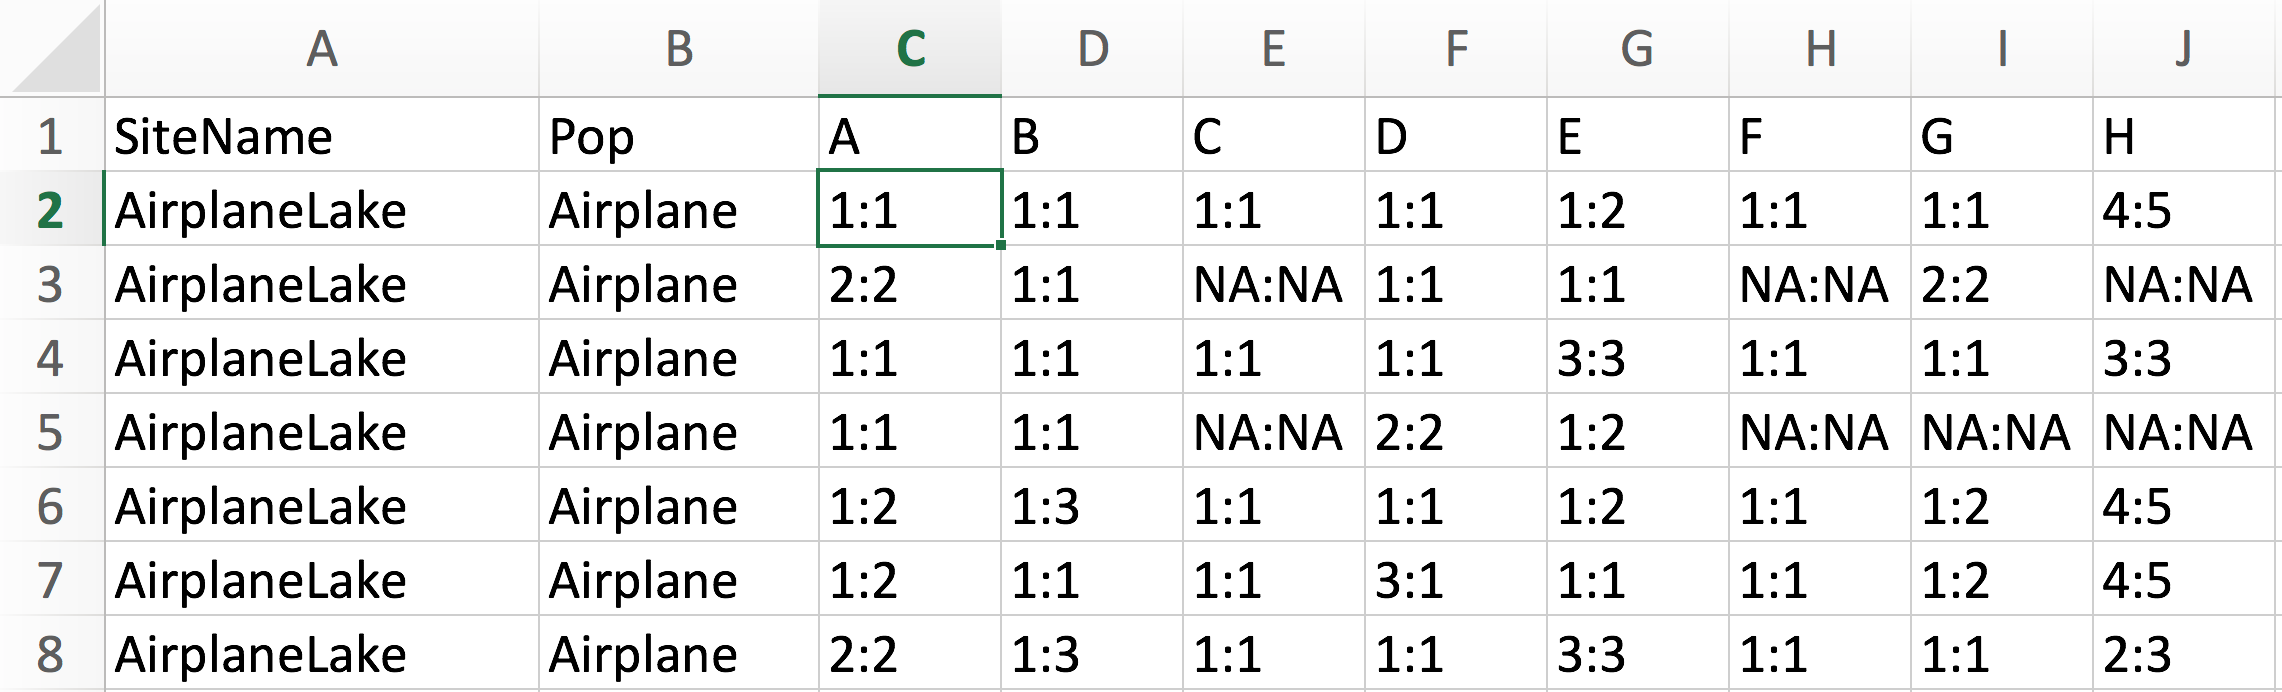 A B C D E F G H I J
1 SiteName Pop A B C D E F G H
2 AirplaneLake Airplane 1:1 1:1 1:1 1:1 1:2 1:1 1:1 4:5
3 AirplaneLake Airplane 2:2 1:1 NA:NA 1:1 1:1 NA:NA 2:2 NA:NA
4 AirplaneLake Airplane 1:1 1:1 1:1 1:1 3:3 1:1 1:1 3:3
5 AirplaneLake Airplane 1:1 1:1 NA:NA 2:2 1:2 NA:NA NA:NA NA:NA
6 AirplaneLake Airplane 1:2 1:3 1:1 1:1 1:2 1:1 1:2 4:5
7 AirplaneLake Airplane 1:2 1:1 1:1 3:1 1:1 1:1 1:2 4:5
8 AirplaneLake Airplane 2:2 1:3 1:1 1:1 3:3 1:1 1:1 2:3